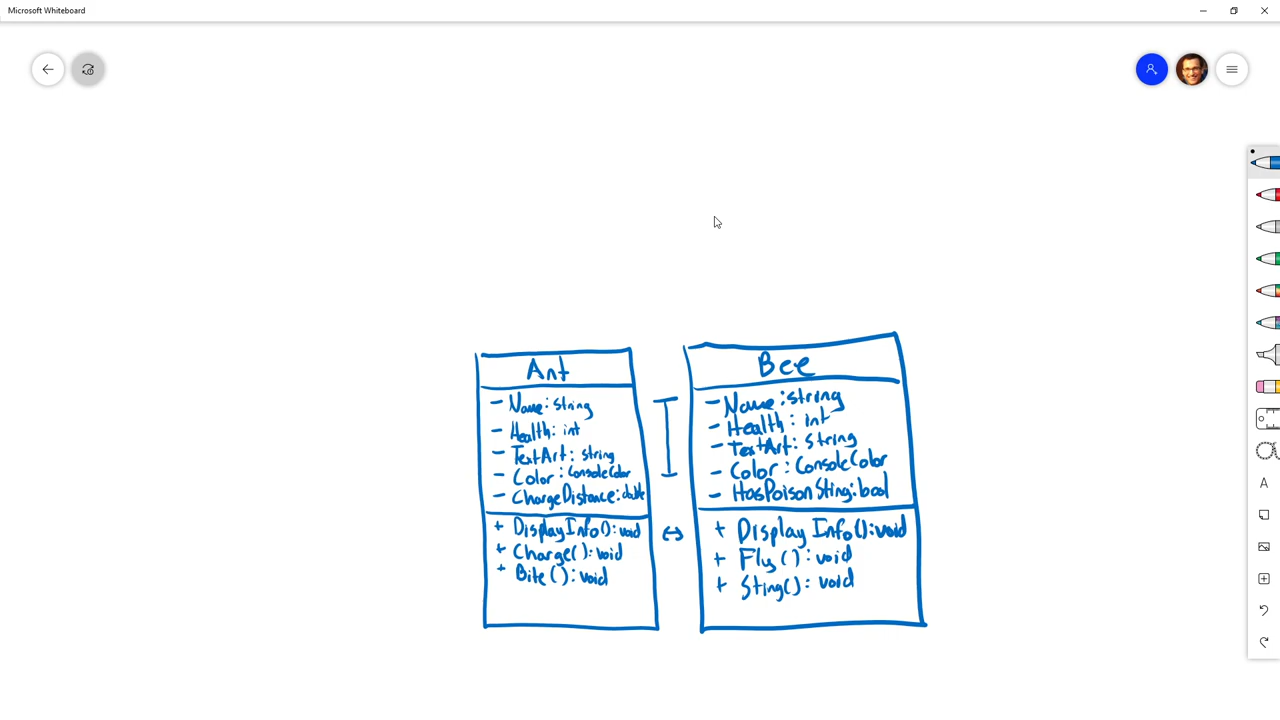 Microsoft Whiteboard
Ant
- Name: String
- Health: int
- TextArt: string
- Color: ConsoleColor
- ChargeDistance: double
+ DisplayInfo(): void
+ Charge(): void
+ Bite(): void
Bee
- Name: string
- Health: int
- TextArt: String
- Color: ConsoleColor
- HasPoisonSting: bool
+ DisplayInfo(): void
+ Fly(): void
+ Sting(): void
A